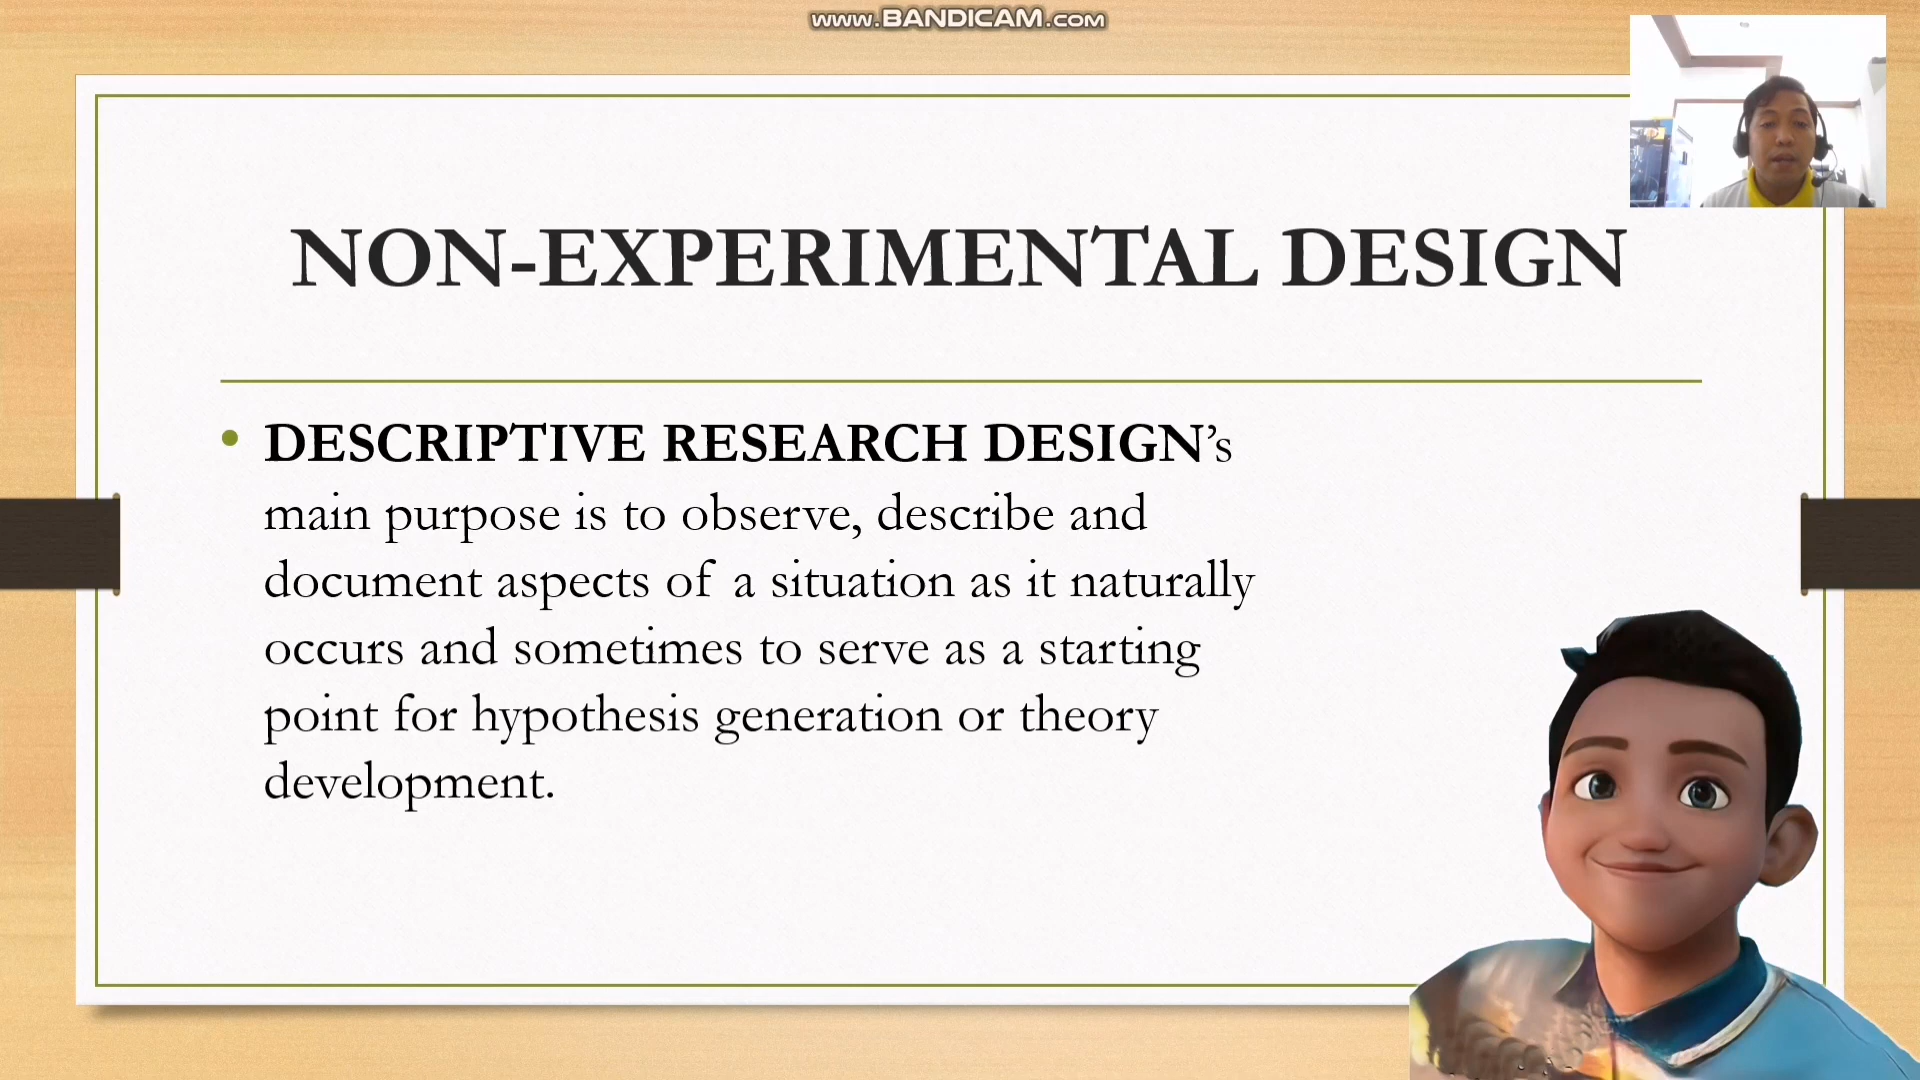 www.BANDICAM.com
NON-EXPERIMENTAL DESIGN
• DESCRIPTIVE RESEARCH DESIGN’s
main purpose is to observe, describe and
document aspects of a situation as it naturally
occurs and sometimes to serve as a starting
point for hypothesis generation or theory
development.